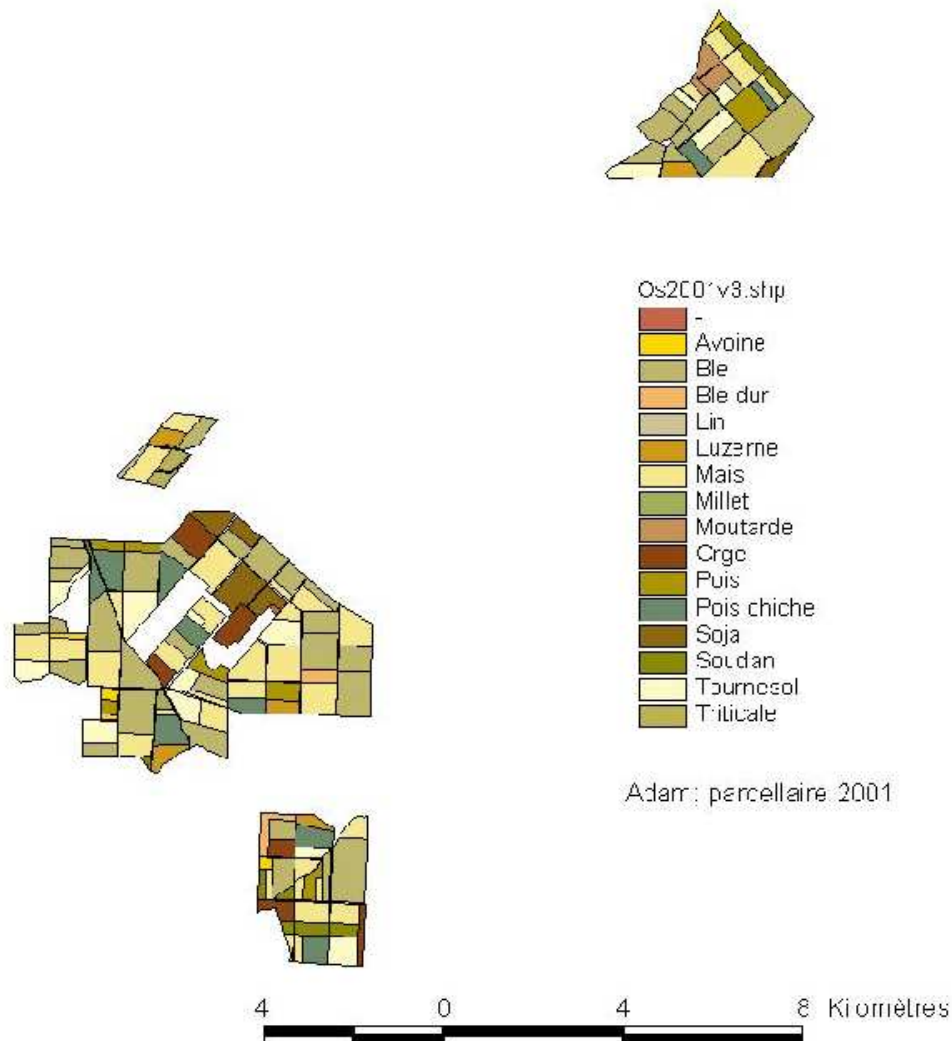 Os2001v3.shp
-
Avoine
Ble
Ble dur
Lin
Luzerne
Mais
Millet
Moutarde
Orge
Pois
Pois chiche
Soja
Soudan
Tournesol
Triticale
Adam : parcellaire 2001
4 0 4 8 Kilomètres